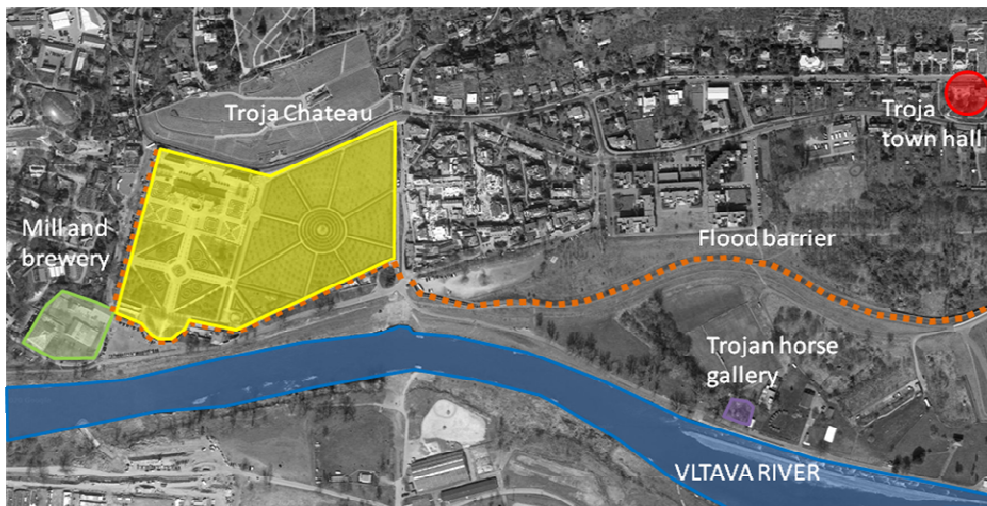 Troja Chateau
Troja
town hall
Mill and
brewery
Flood barrier
Trojan horse
gallery
VLTAVA RIVER